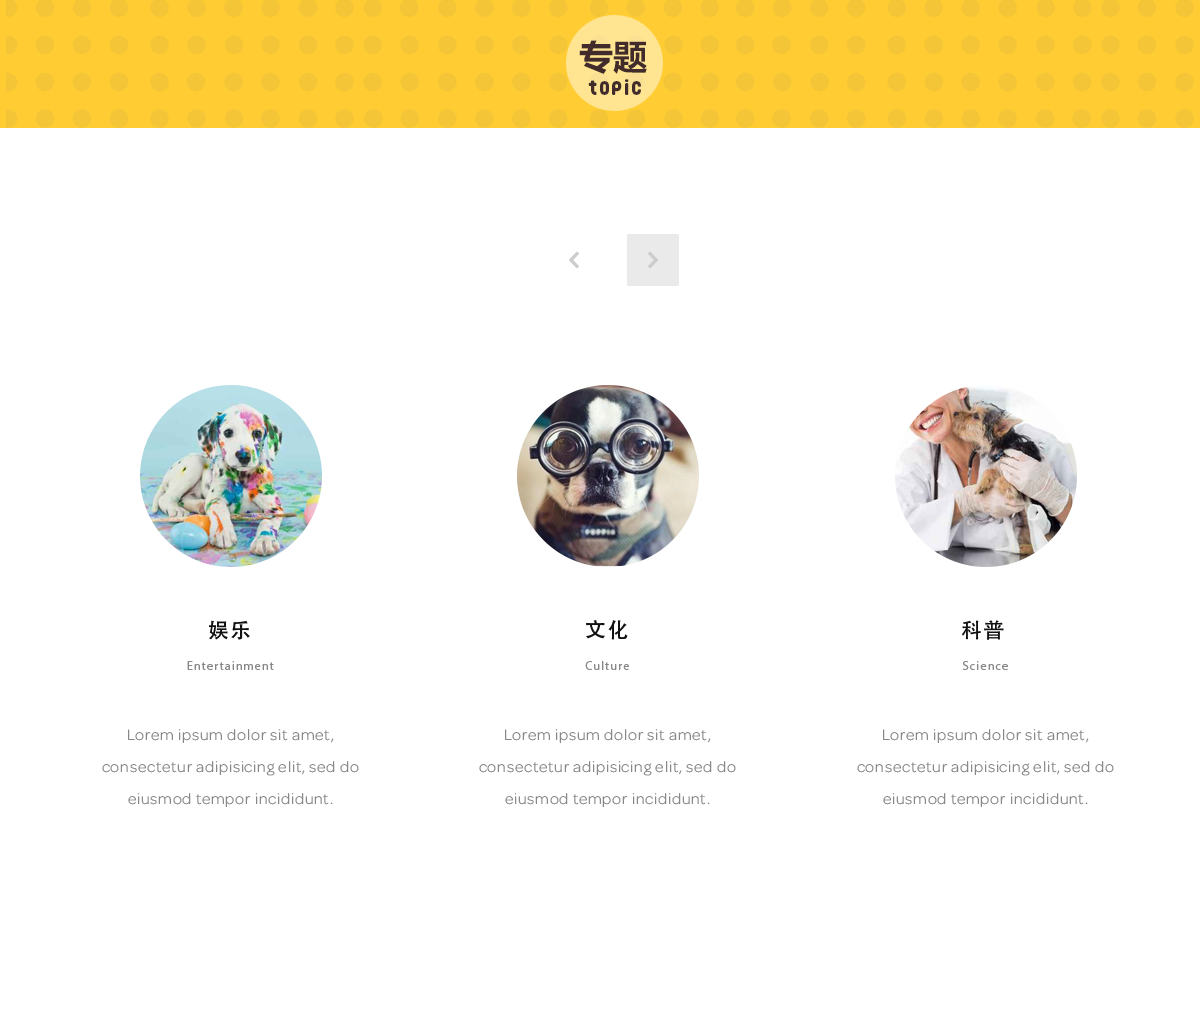 专题
topic
娱乐
Entertainment
Lorem ipsum dolor sit amet,
consectetur adipisicing elit, sed do
eiusmod tempor incididunt.
文化
Culture
Lorem ipsum dolor sit amet,
consectetur adipisicing elit, sed do
eiusmod tempor incididunt.
科普
Science
Lorem ipsum dolor sit amet,
consectetur adipisicing elit, sed do
eiusmod tempor incididunt.